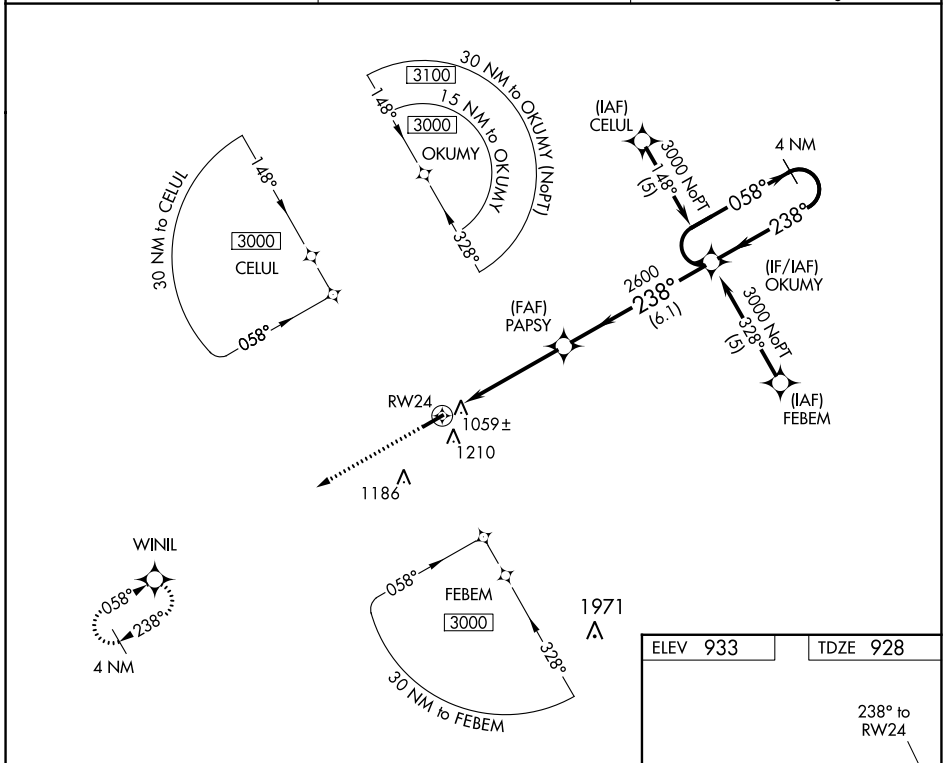 30 NM to OKUMY (NoPT)
3100
15 NM to OKUMY
3000
148°
OKUMY
328°
(IAF)
CELUL
3000 NoPT
148°
(5)
4 NM
058°
238°
30 NM to CELUL
148°
3000
CELUL
058°
(IF/IAF)
OKUMY
2600
238°
(6.1)
(FAF)
PAPSY
3000 NoPT
328°
(5)
(IAF)
FEBEM
RW24
1059±
1210
1186
WINIL
058°
238°
4 NM
058°
FEBEM
3000
328°
30 NM to FEBEM
1971
ELEV 933
TDZE 928
238° to
RW24